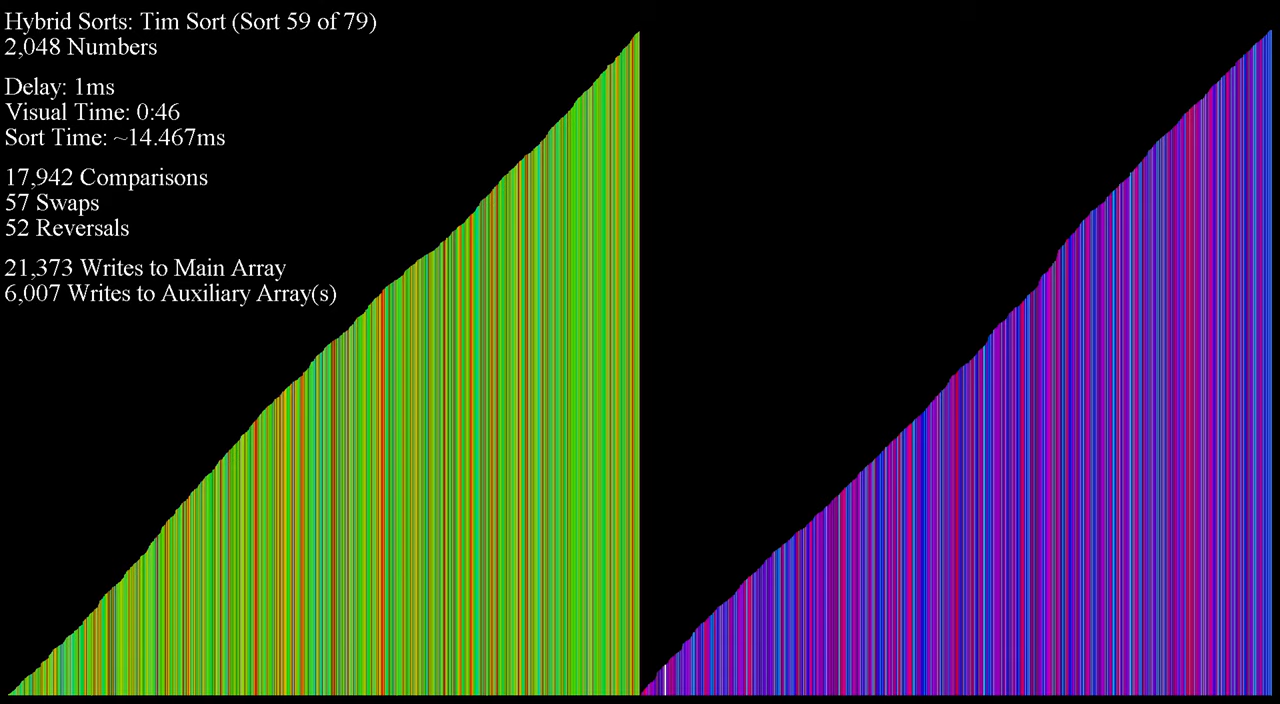 Hybrid Sorts: Tim Sort (Sort 59 of 79)
2,048 Numbers
Delay: 1ms
Visual Time: 0:46
Sort Time: ~14.467ms
17,942 Comparisons
57 Swaps
52 Reversals
21,373 Writes to Main Array
6,007 Writes to Auxiliary Array(s)